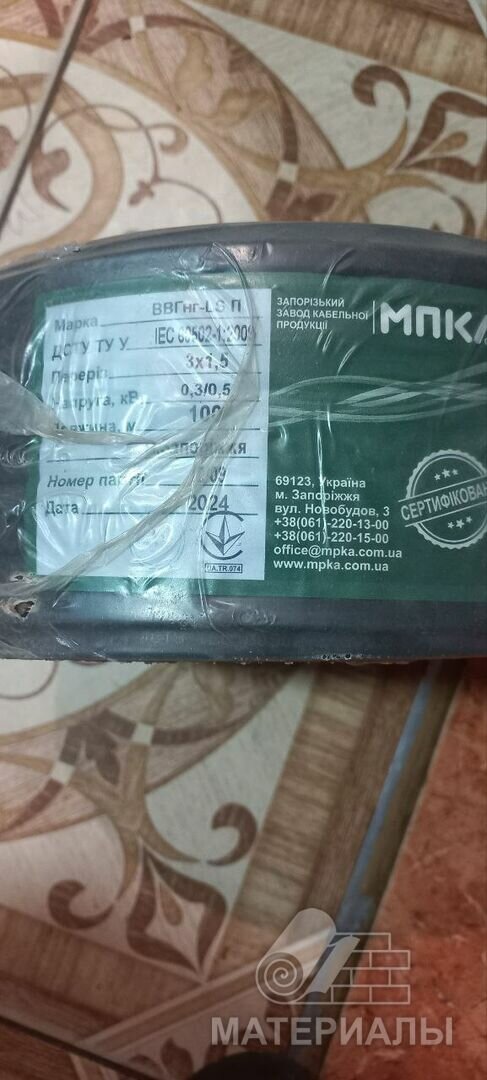 Марка ВВГнг-LS П
ДСТУ ТУ У IEC 60502-1:2009
Переріз 3х1,5
Напруга, кВ 0,3/0,5
Довжина, м 100
Номер партії
Дата 2024
UA.TR.074
ЗАПОРІЗЬКИЙ
ЗАВОД КАБЕЛЬНОЇ
ПРОДУКЦІЇ
МПКА
69123, Україна
м. Запоріжжя
вул. Новобудов, 3
+38(061)-220-13-00
+38(061)-220-15-00
office@mpka.com.ua
www.mpka.com.ua
СЕРТИФІКОВАН
МАТЕРИАЛЫ